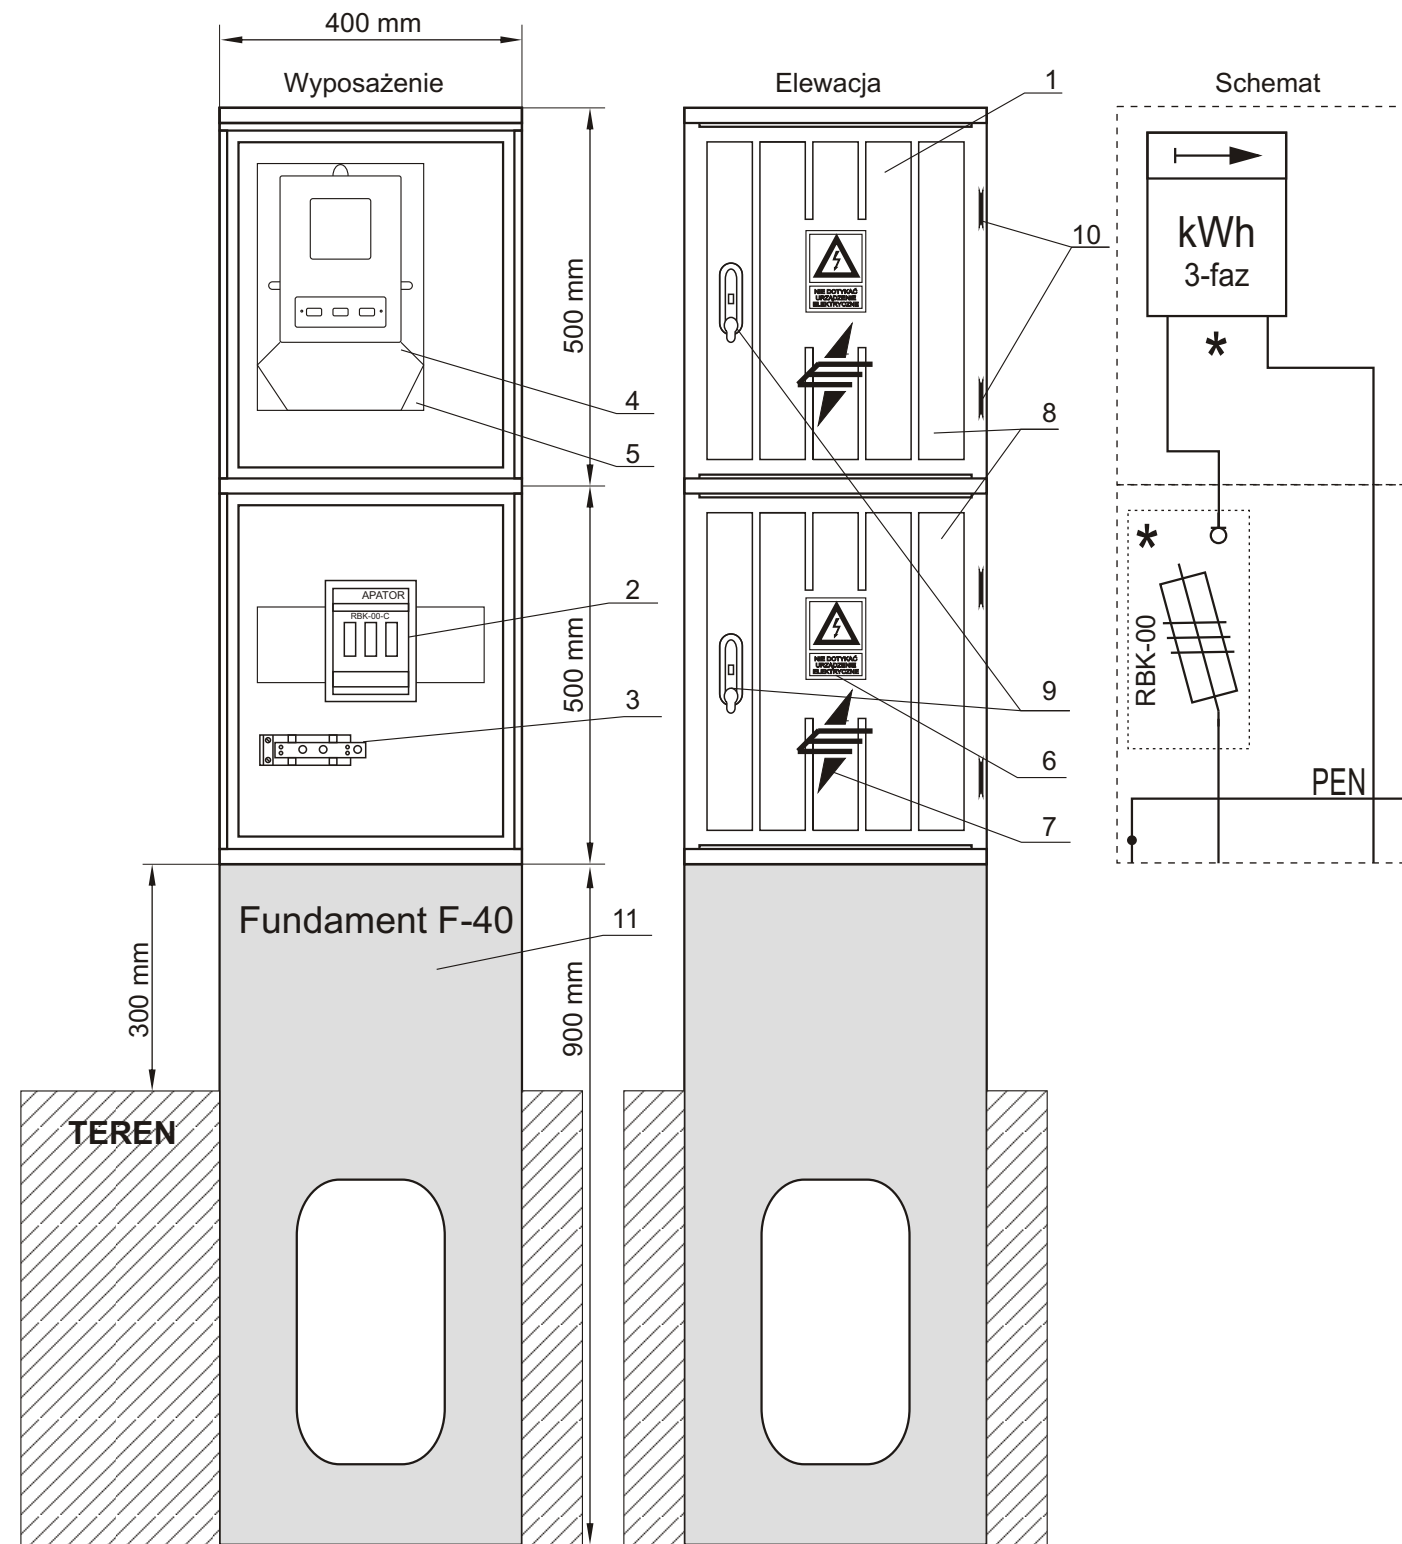 400 mm
Wyposażenie
Elewacja
Schemat
1
kWh
3-faz
*
10
500 mm
4
5
8
*
RBK-00
2
APATOR
RBK-00-C
500 mm
3
9
6
7
PEN
NIE DOTYKAĆ
URZĄDZENIE
ELEKTRYCZNE
NIE DOTYKAĆ
URZĄDZENIE
ELEKTRYCZNE
Fundament F-40
11
300 mm
900 mm
TEREN